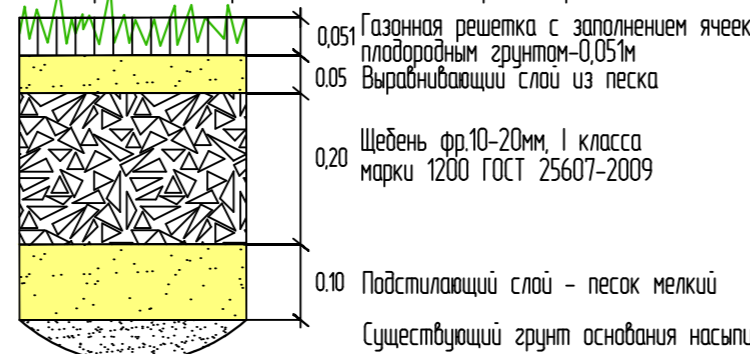 0,051 Газонная решетка с заполнением ячеек
плодородным грунтом-0,051м
0.05 Выравнивающий слой из песка
0,20 Щебень фр.10-20мм, I класса
марки 1200 ГОСТ 25607-2009
0.10 Подстилающий слой - песок мелкий
Существующий грунт основания насыпи